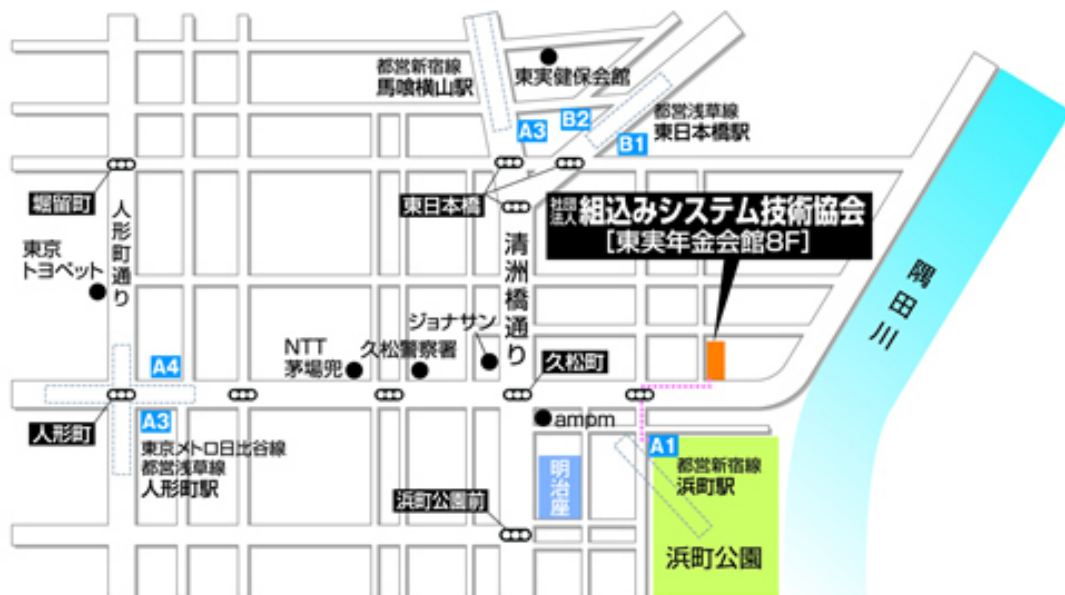 都営新宿線
馬喰横山駅
東実健保会館
A3
B2
B1
都営浅草線
東日本橋駅
堀留町
人形町通り
東京
トヨペット
東日本橋
清洲橋通り
社団法人 組込みシステム技術協会
[東実年金会館8F]
隅田川
ジョナサン
NTT
茅場兜
久松警察署
久松町
A4
人形町
A3
東京メトロ日比谷線
都営浅草線
人形町駅
ampm
A1
都営新宿線
浜町駅
明治座
浜町公園前
浜町公園